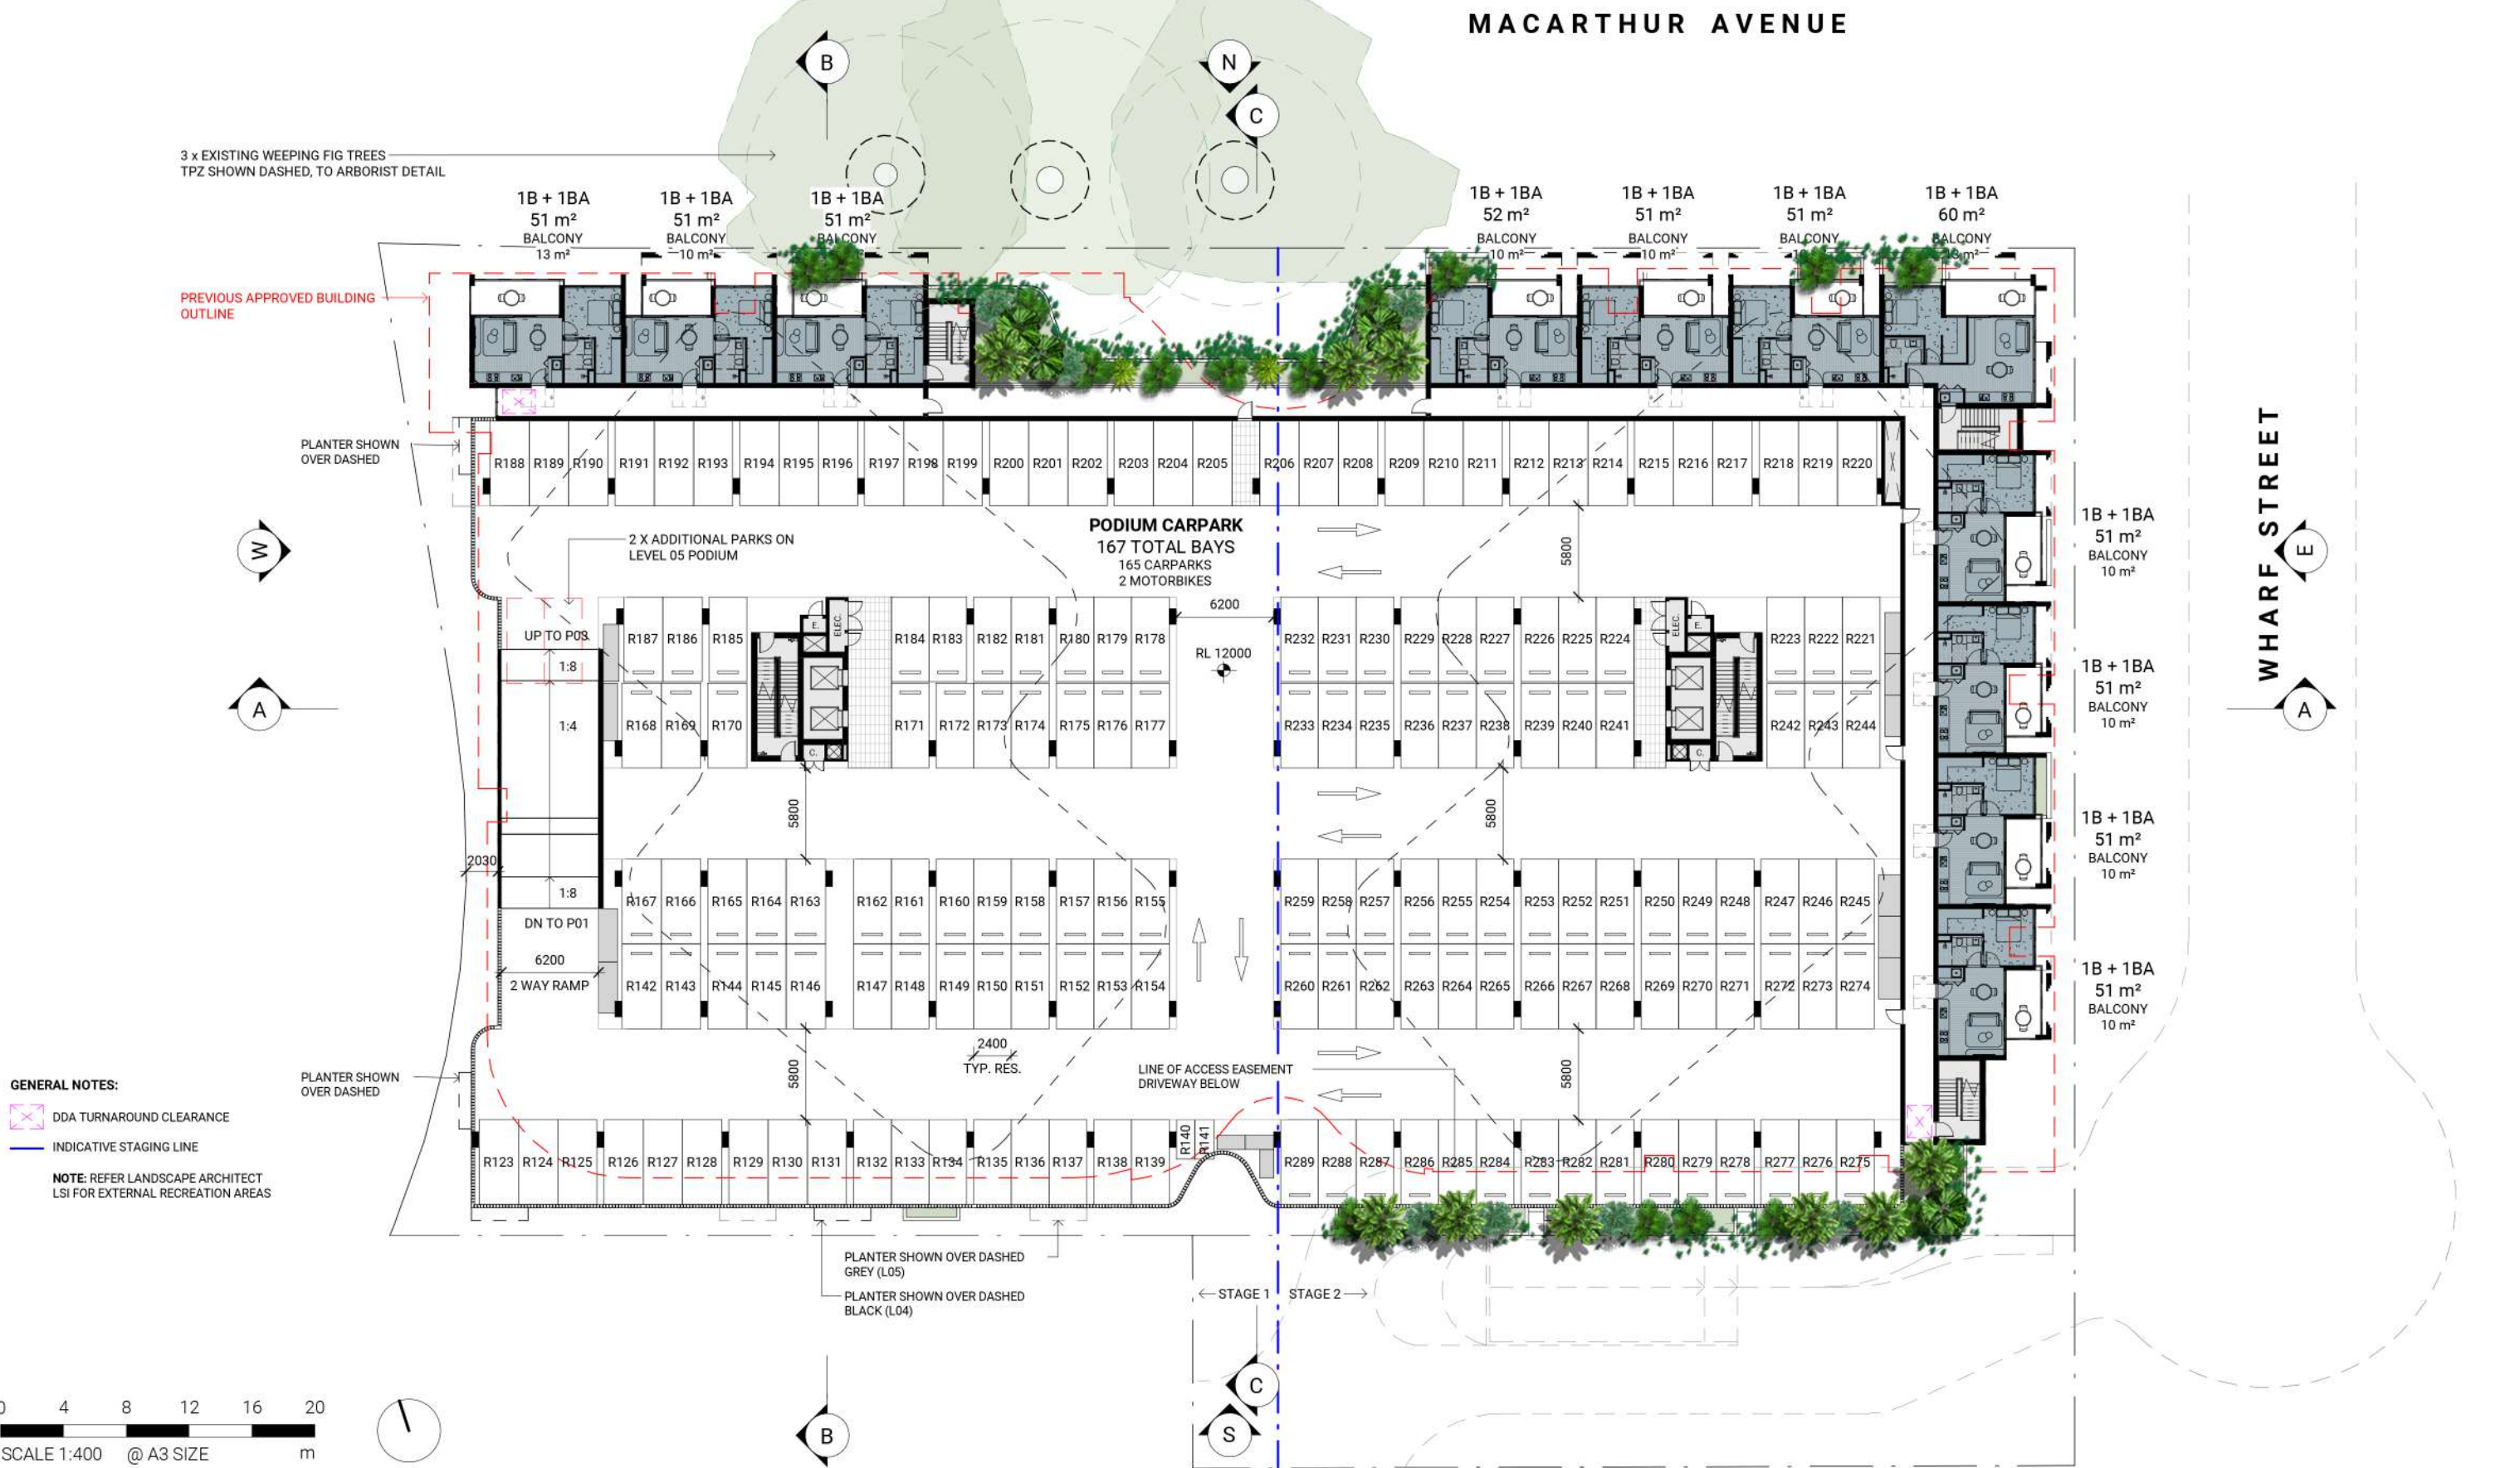 MACARTHUR AVENUE
B
N
C
3 x EXISTING WEEPING FIG TREES
TPZ SHOWN DASHED, TO ARBORIST DETAIL
1B + 1BA
51 m²
BALCONY
13 m²
1B + 1BA
51 m²
BALCONY
10 m²
1B + 1BA
51 m²
BALCONY
1B + 1BA
52 m²
BALCONY
10 m²
1B + 1BA
51 m²
BALCONY
10 m²
1B + 1BA
51 m²
BALCONY
1B + 1BA
60 m²
BALCONY
PREVIOUS APPROVED BUILDING
OUTLINE
PLANTER SHOWN
OVER DASHED
R188 R189 R190 R191 R192 R193 R194 R195 R196 R197 R198 R199 R200 R201 R202 R203 R204 R205 R206 R207 R208 R209 R210 R211 R212 R213 R214 R215 R216 R217 R218 R219 R220
WHARF STREET
W
E
2 X ADDITIONAL PARKS ON
LEVEL 05 PODIUM
PODIUM CARPARK
167 TOTAL BAYS
165 CARPARKS
2 MOTORBIKES
5800
1B + 1BA
51 m²
BALCONY
10 m²
6200
UP TO P03
R187 R186 R185 E. ELEC. R184 R183 R182 R181 R180 R179 R178 R232 R231 R230 R229 R228 R227 R226 R225 R224 ELEC. E. R223 R222 R221
1:8
RL 12000
1B + 1BA
51 m²
BALCONY
10 m²
A
A
1:4
R168 R169 R170 R171 R172 R173 R174 R175 R176 R177 R233 R234 R235 R236 R237 R238 R239 R240 R241 R242 R243 R244
C.
C.
5800
5800
1B + 1BA
51 m²
BALCONY
10 m²
2030
1:8
R167 R166 R165 R164 R163 R162 R161 R160 R159 R158 R157 R156 R155 R259 R258 R257 R256 R255 R254 R253 R252 R251 R250 R249 R248 R247 R246 R245
DN TO P01
6200
2 WAY RAMP
R142 R143 R144 R145 R146 R147 R148 R149 R150 R151 R152 R153 R154 R260 R261 R262 R263 R264 R265 R266 R267 R268 R269 R270 R271 R272 R273 R274
1B + 1BA
51 m²
BALCONY
10 m²
2400
TYP. RES.
5800
5800
LINE OF ACCESS EASEMENT
DRIVEWAY BELOW
PLANTER SHOWN
OVER DASHED
GENERAL NOTES:
DDA TURNAROUND CLEARANCE
INDICATIVE STAGING LINE
NOTE: REFER LANDSCAPE ARCHITECT
LSI FOR EXTERNAL RECREATION AREAS
R123 R124 R125 R126 R127 R128 R129 R130 R131 R132 R133 R134 R135 R136 R137 R138 R139 R140 R141 R289 R288 R287 R286 R285 R284 R283 R282 R281 R280 R279 R278 R277 R276 R275
PLANTER SHOWN OVER DASHED
GREY (L05)
PLANTER SHOWN OVER DASHED
BLACK (L04)
STAGE 1
STAGE 2
C
B
S
0 4 8 12 16 20
SCALE 1:400 @ A3 SIZE m